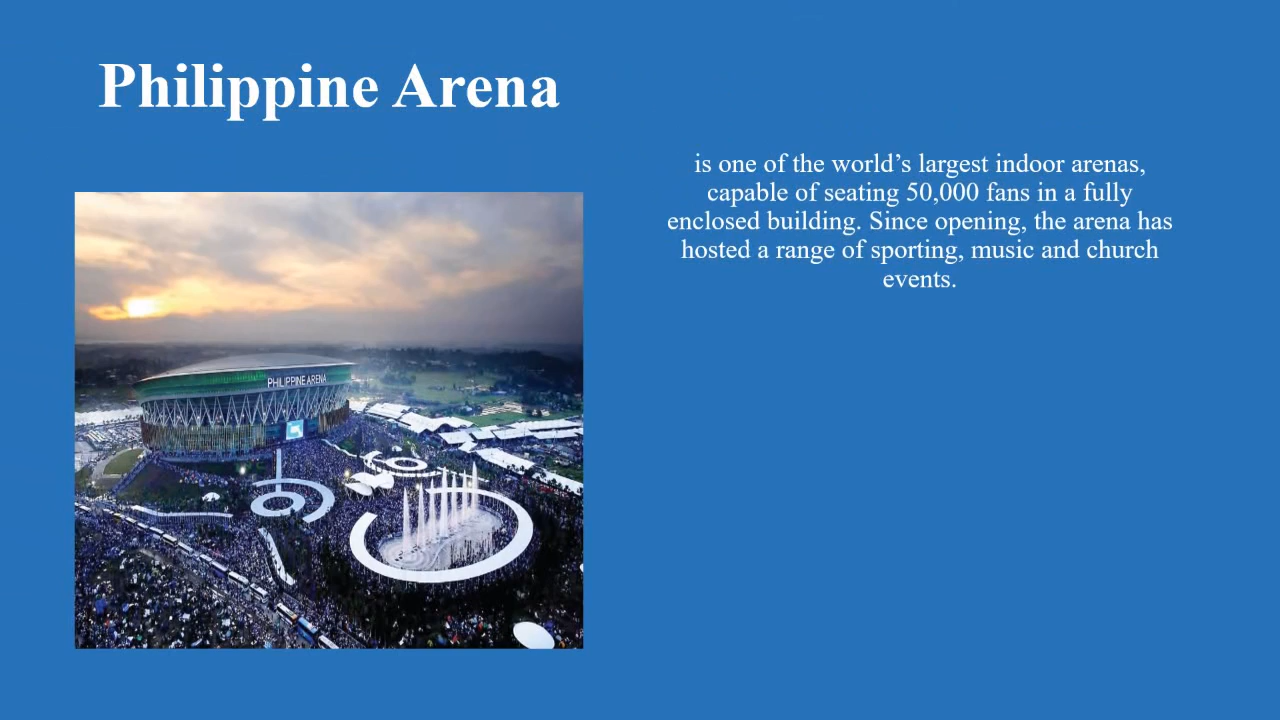 Philippine Arena
is one of the world’s largest indoor arenas,
capable of seating 50,000 fans in a fully
enclosed building. Since opening, the arena has
hosted a range of sporting, music and church
events.
PHILIPPINE ARENA